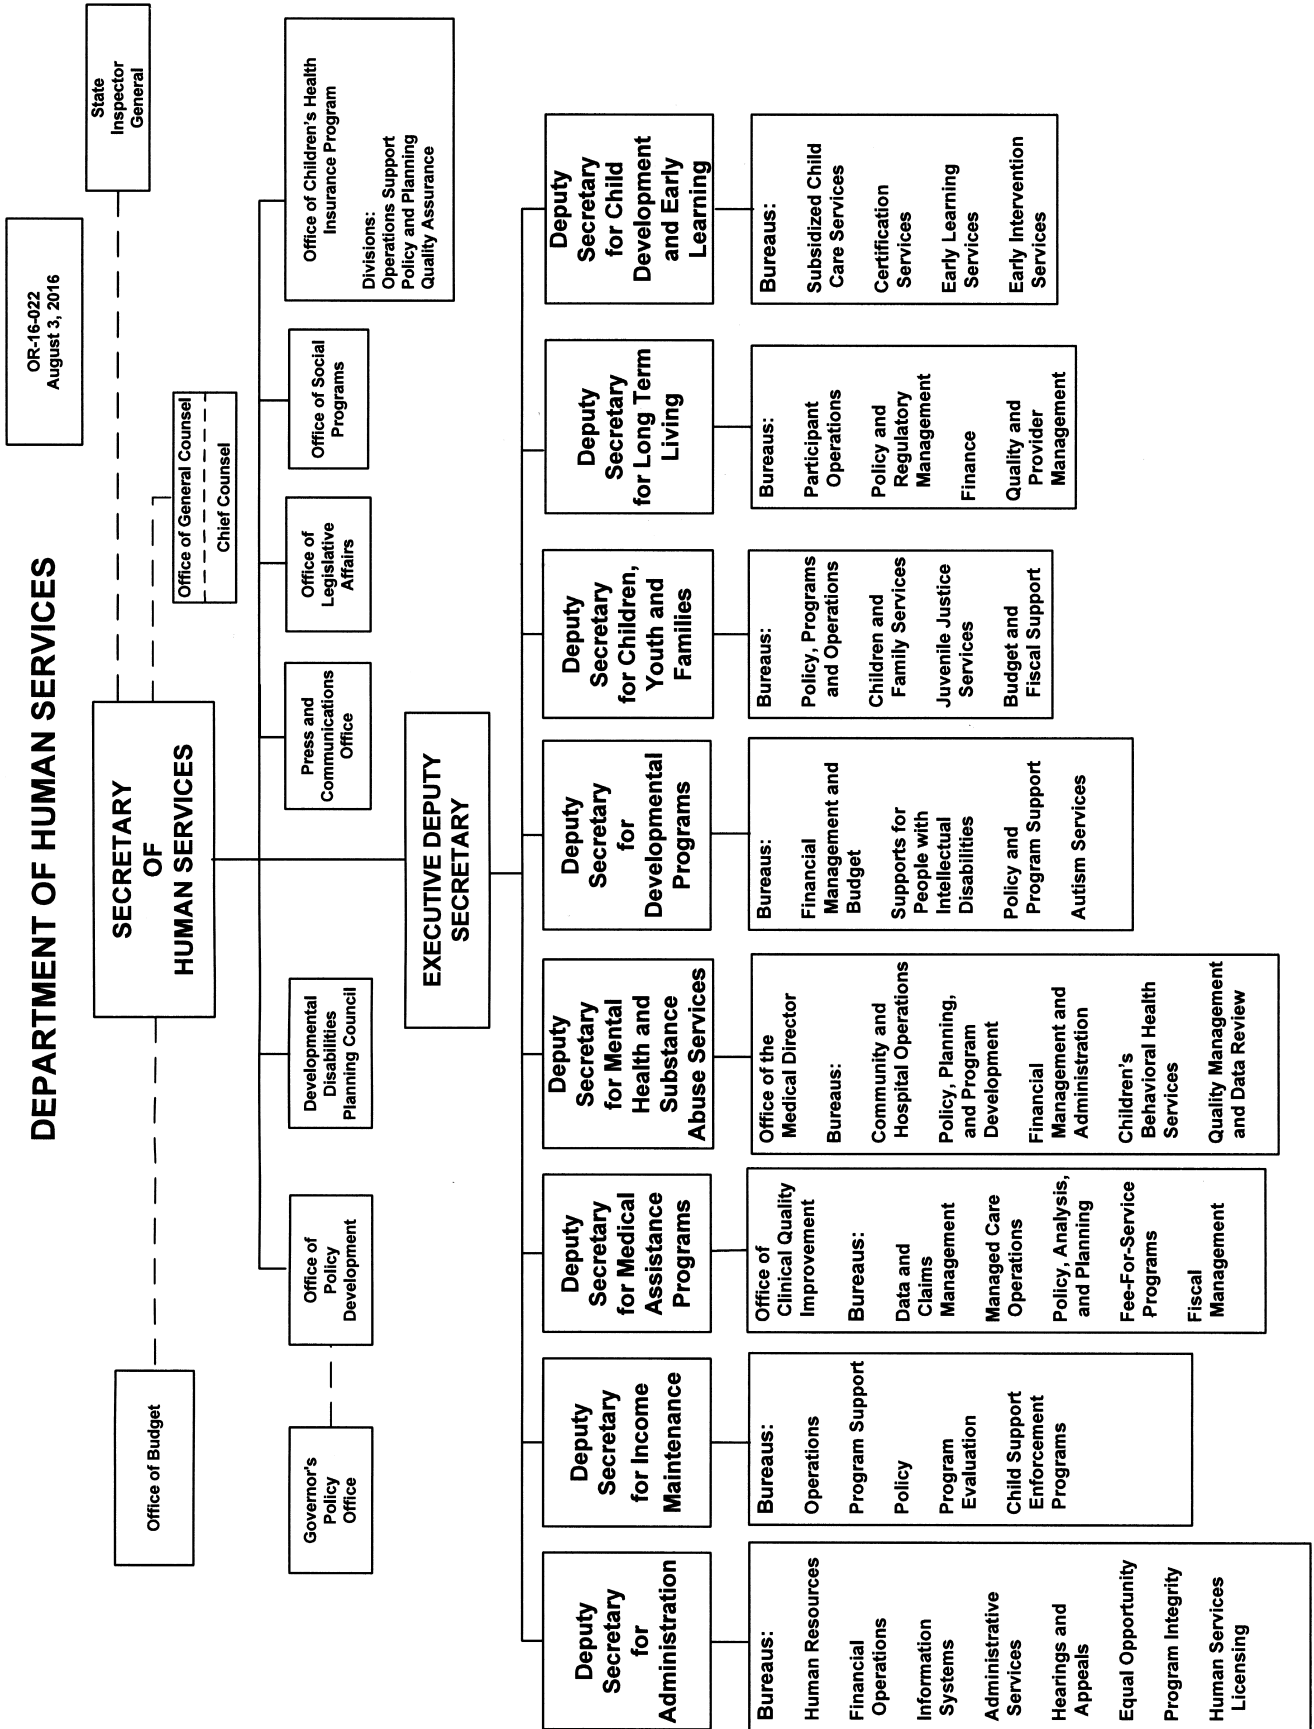 DEPARTMENT OF HUMAN SERVICES
OR-16-022
August 3, 2016
State
Inspector
General
SECRETARY
OF
HUMAN SERVICES
Office of Budget
Office of General Counsel
Chief Counsel
Governor's
Policy
Office
Office of
Policy
Development
Developmental
Disabilities
Planning Council
Press and
Communications
Office
Office of
Legislative
Affairs
Office of Social
Programs
Office of Children's Health
Insurance Program
Divisions:
Operations Support
Policy and Planning
Quality Assurance
EXECUTIVE DEPUTY
SECRETARY
Deputy
Secretary
for
Administration
Bureaus:
Human Resources
Financial
Operations
Information
Systems
Administrative
Services
Hearings and
Appeals
Equal Opportunity
Program Integrity
Human Services
Licensing
Deputy
Secretary
for Income
Maintenance
Bureaus:
Operations
Program Support
Policy
Program
Evaluation
Child Support
Enforcement
Programs
Deputy
Secretary
for Medical
Assistance
Programs
Office of
Clinical Quality
Improvement
Bureaus:
Data and
Claims
Management
Managed Care
Operations
Policy, Analysis,
and Planning
Fee-For-Service
Programs
Fiscal
Management
Deputy
Secretary
for Mental
Health and
Substance
Abuse Services
Office of the
Medical Director
Bureaus:
Community and
Hospital Operations
Policy, Planning,
and Program
Development
Financial
Management and
Administration
Children's
Behavioral Health
Services
Quality Management
and Data Review
Deputy
Secretary
for
Developmental
Programs
Bureaus:
Financial
Management and
Budget
Supports for
People with
Intellectual
Disabilities
Policy and
Program Support
Autism Services
Deputy
Secretary
for Children,
Youth and
Families
Bureaus:
Policy, Programs
and Operations
Children and
Family Services
Juvenile Justice
Services
Budget and
Fiscal Support
Deputy
Secretary
for Long Term
Living
Bureaus:
Participant
Operations
Policy and
Regulatory
Management
Finance
Quality and
Provider
Management
Deputy
Secretary
for Child
Development
and Early
Learning
Bureaus:
Subsidized Child
Care Services
Certification
Services
Early Learning
Services
Early Intervention
Services